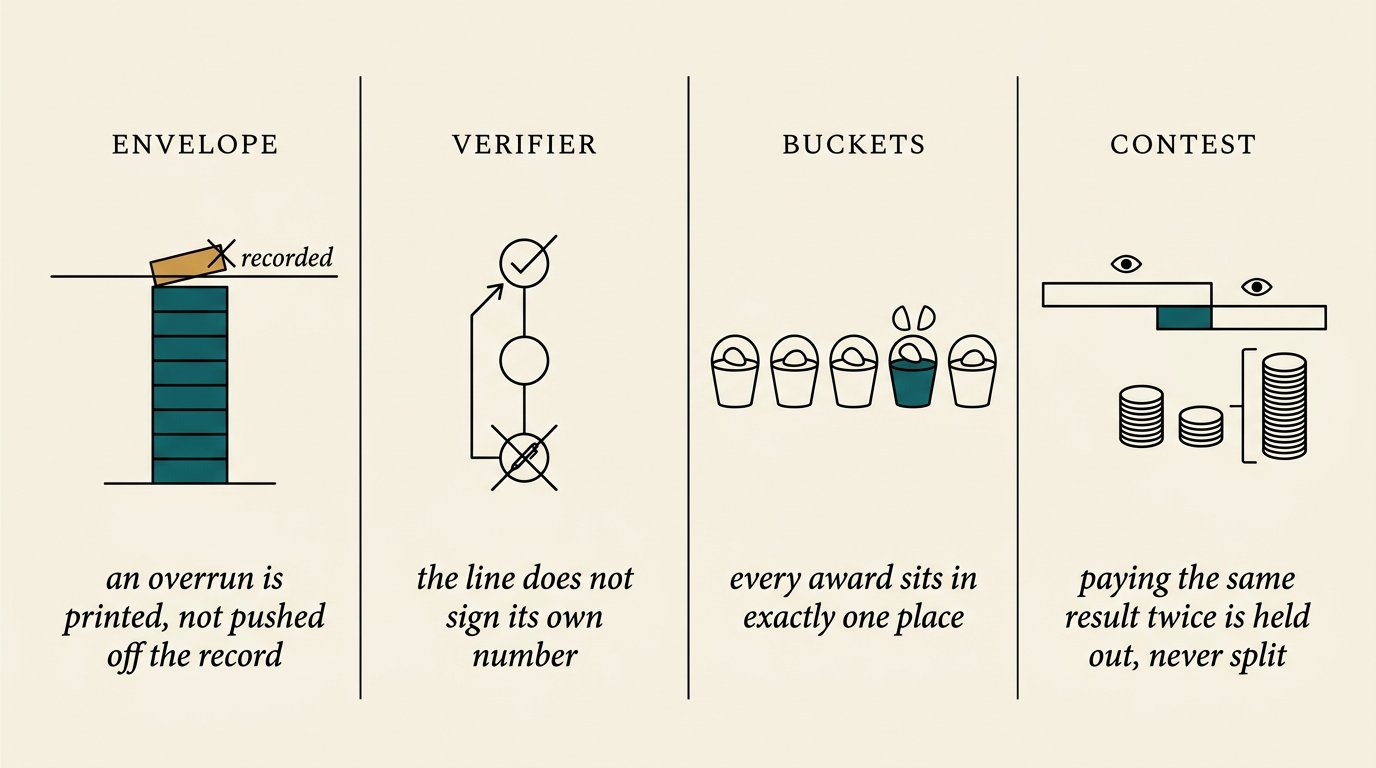 ENVELOPE
recorded
an overrun is
printed, not pushed
off the record
VERIFIER
the line does not
sign its own
number
BUCKETS
every award sits in
exactly one place
CONTEST
paying the same
result twice is held
out, never split